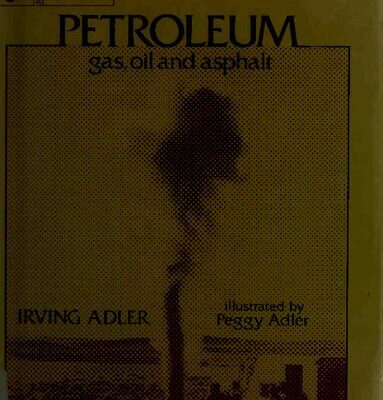 PETROLEUM
gas, oil and asphalt
IRVING ADLER
illustrated by
Peggy Adler